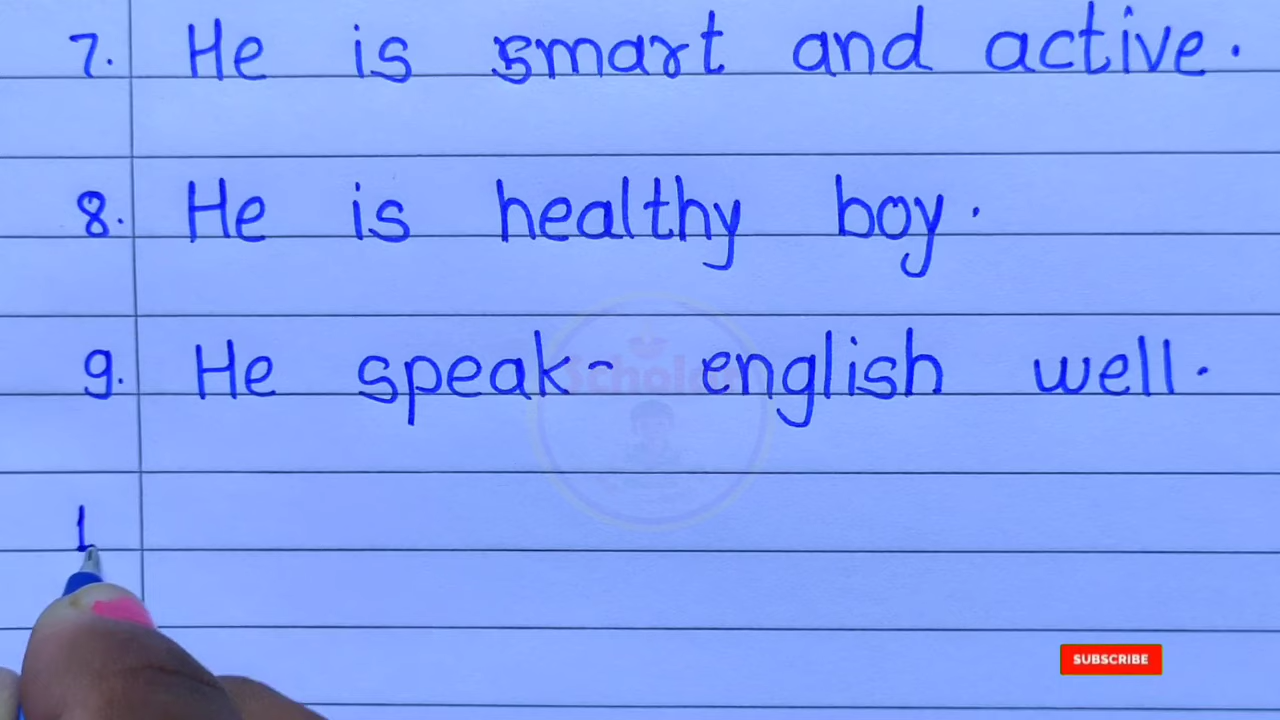 7. He is smart and active.
8. He is healthy boy.
9. He speak- english well.
1
SUBSCRIBE